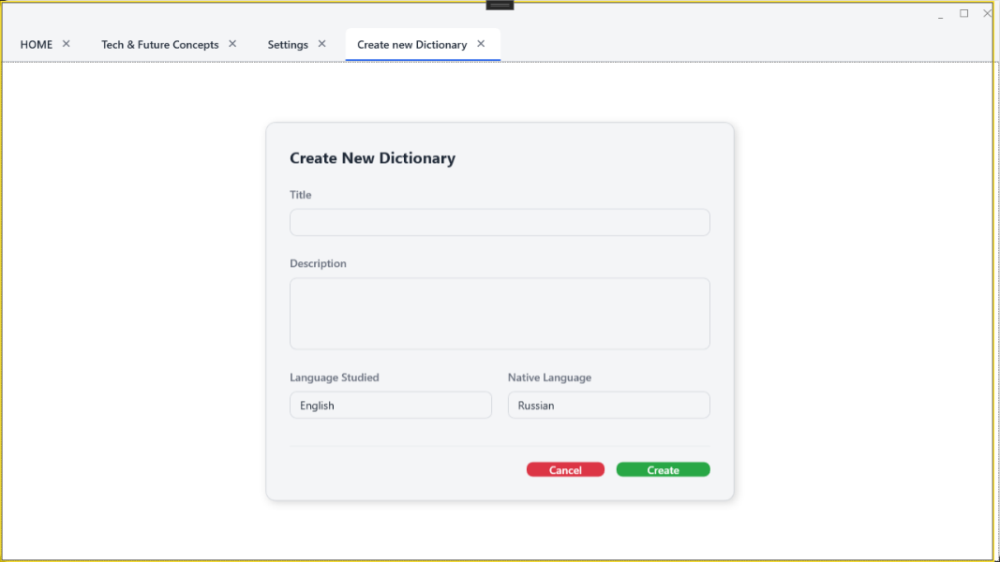 HOME
Tech & Future Concepts
Settings
Create new Dictionary
Create New Dictionary
Title
Description
Language Studied
Native Language
English
Russian
Cancel
Create